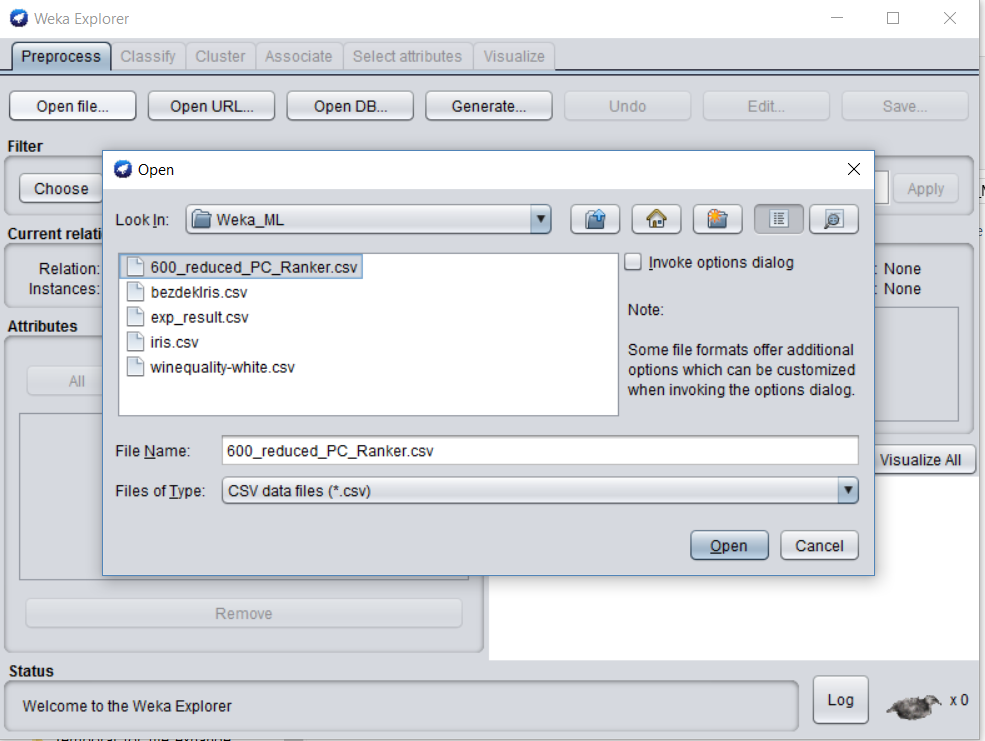 Weka Explorer
Preprocess Classify Cluster Associate Select attributes Visualize
Open file... Open URL... Open DB... Generate... Undo Edit... Save...
Filter
Choose Apply
Open
Look In: Weka_ML
Current relati
Relation: : None
Instances: : None
600_reduced_PC_Ranker.csv
bezdekIris.csv
exp_result.csv
iris.csv
winequality-white.csv
Invoke options dialog
Note:
Some file formats offer additional
options which can be customized
when invoking the options dialog.
Attributes
All
File Name: 600_reduced_PC_Ranker.csv
Visualize All
Files of Type: CSV data files (*.csv)
Open Cancel
Remove
Status
Welcome to the Weka Explorer
Log x 0